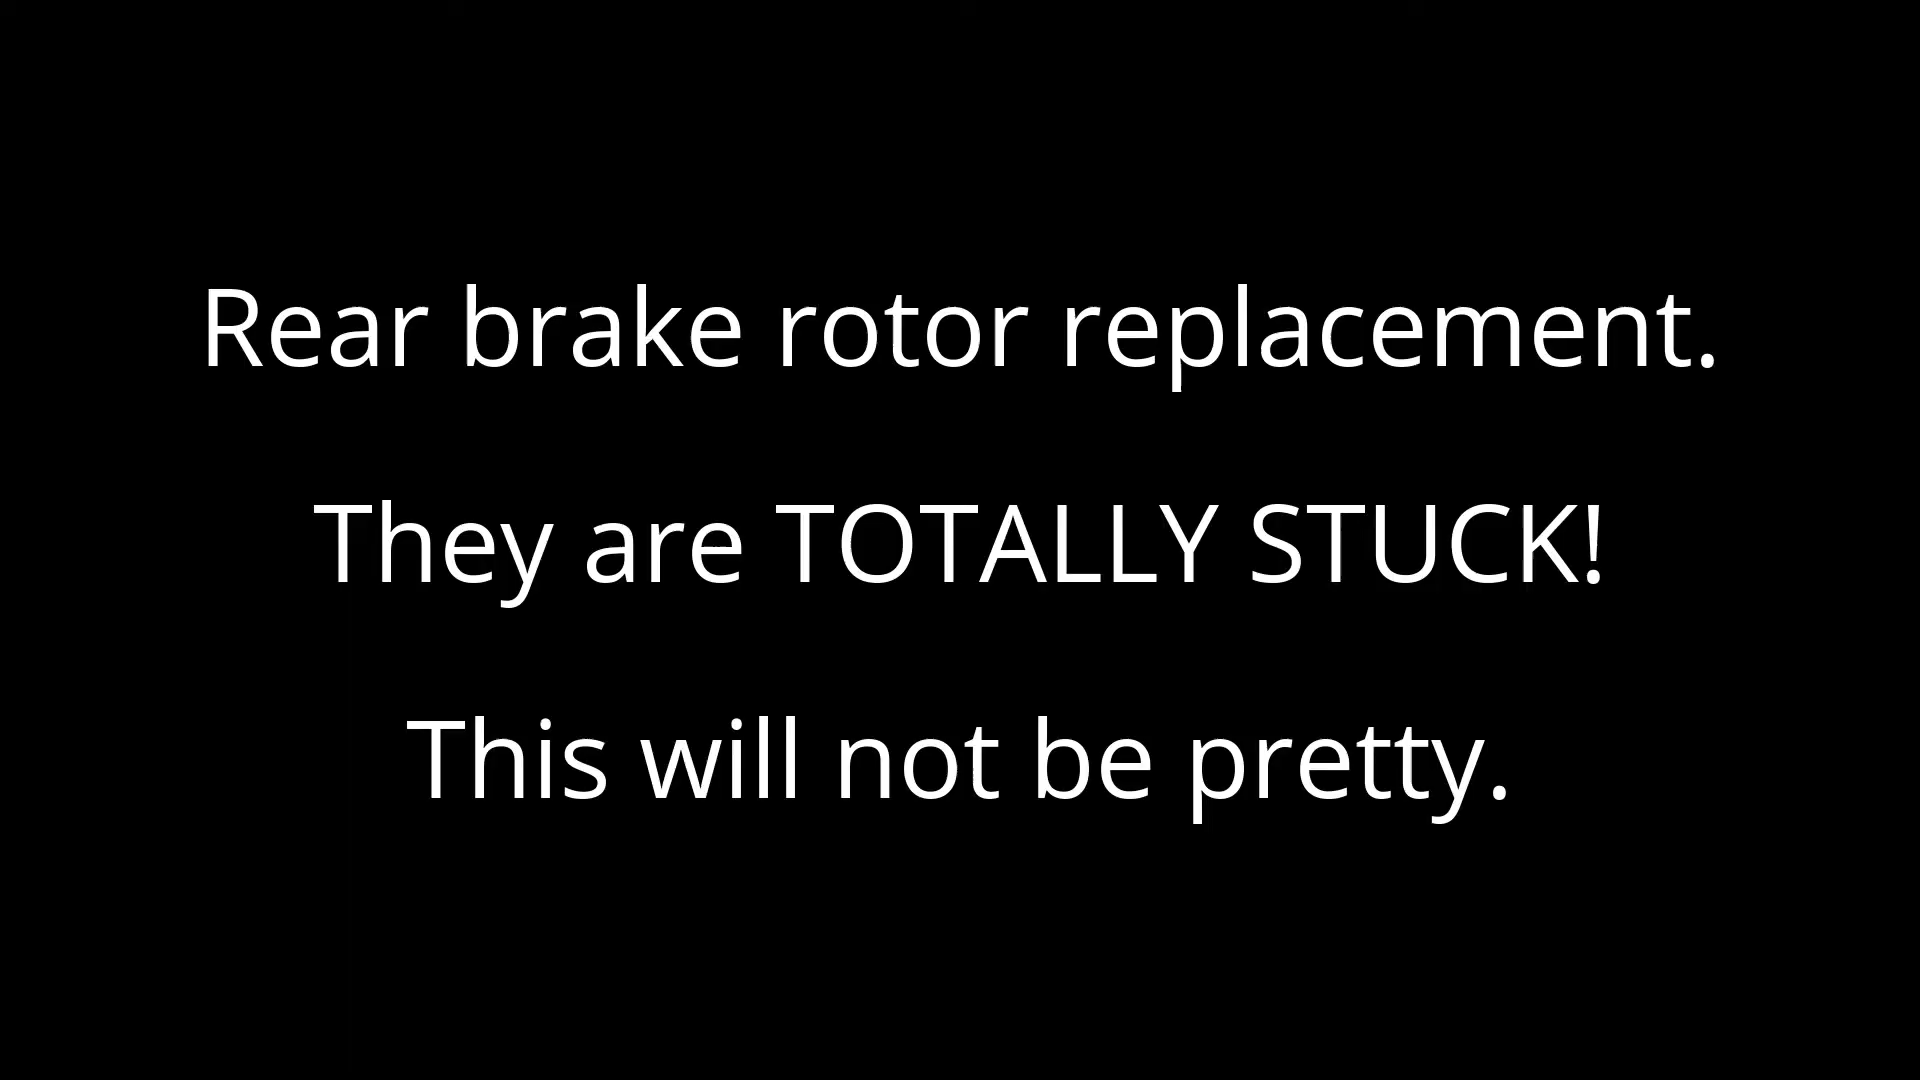 Rear brake rotor replacement.
They are TOTALLY STUCK!
This will not be pretty.